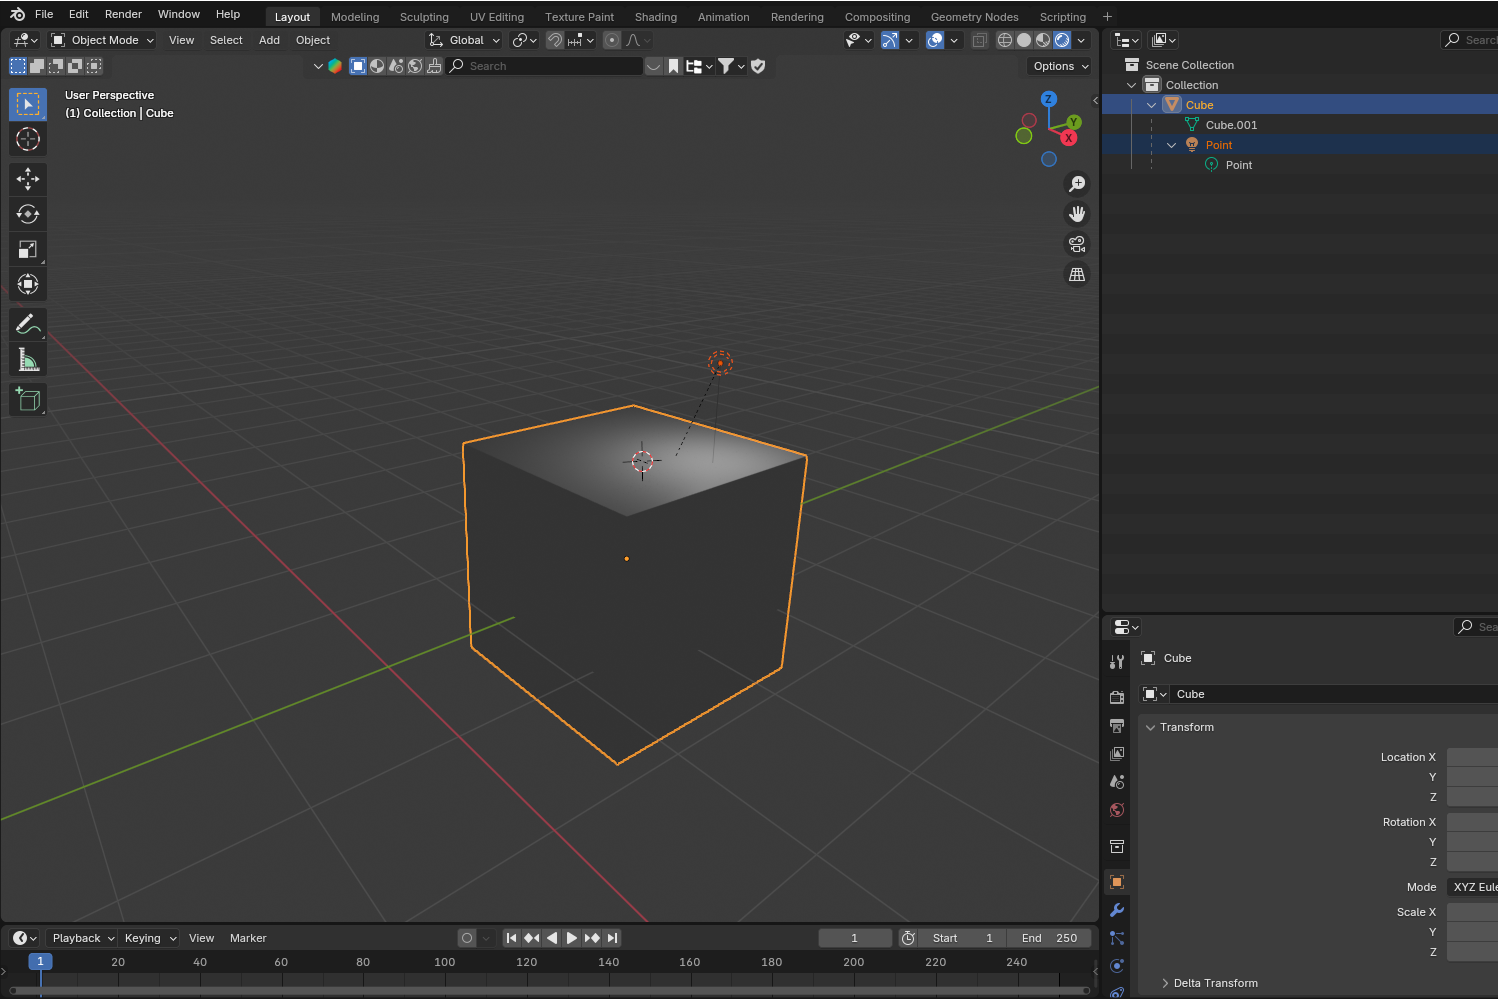 File Edit Render Window Help Layout Modeling Sculpting UV Editing Texture Paint Shading Animation Rendering Compositing Geometry Nodes Scripting +
Object Mode View Select Add Object Global
Search Options
User Perspective
(1) Collection | Cube
Z
Y
X
Search
Scene Collection
Collection
Cube
Cube.001
Point
Point
Sea
Cube
Cube
Transform
Location X
Y
Z
Rotation X
Y
Z
Mode XYZ Eule
Scale X
Y
Z
Delta Transform
Playback Keying View Marker 1 Start 1 End 250
1 20 40 60 80 100 120 140 160 180 200 220 240